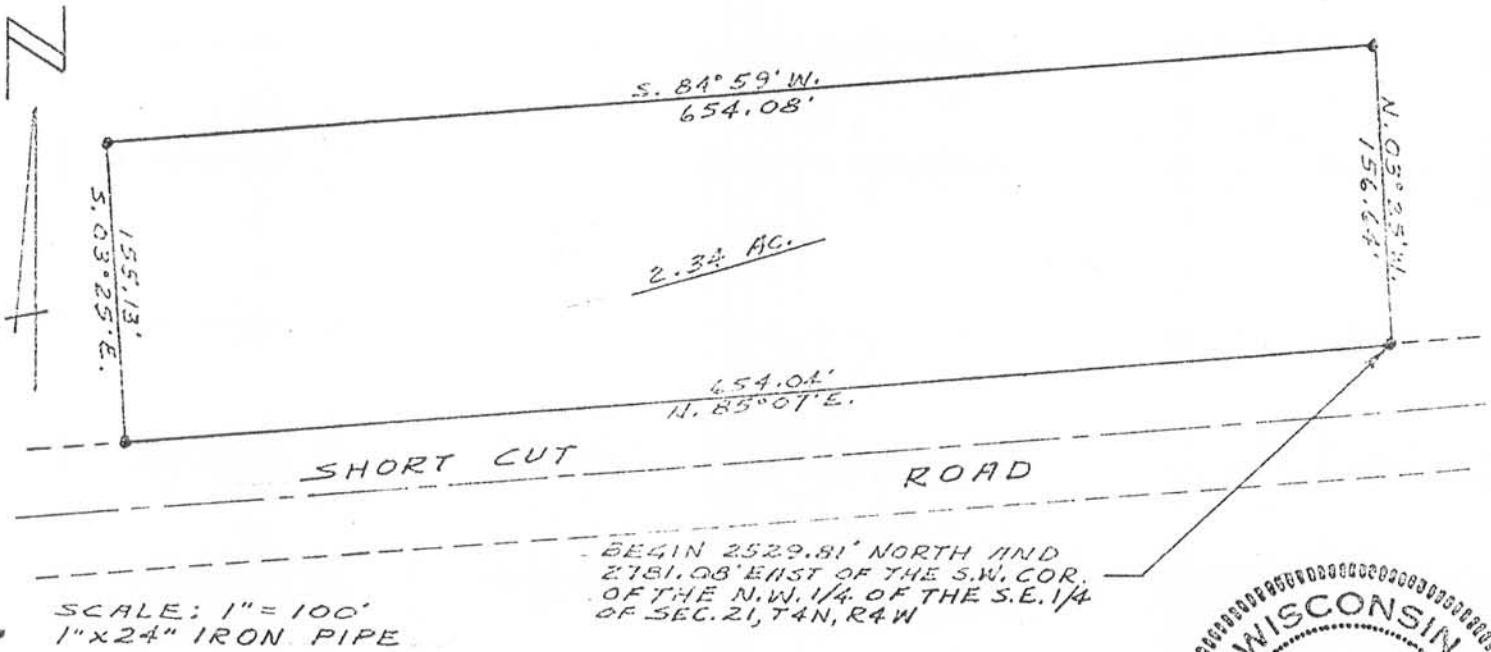 N
S. 84° 59' W.
654.08'
N. 03° 25' W.
156.64'
155.13'
S. 03° 25' E.
2.34 AC.
654.04'
N. 85° 07' E.
SHORT CUT ROAD
BEGIN 2529.81' NORTH AND
2781.08' EAST OF THE S.W. COR.
OF THE N.W. 1/4 OF THE S.E. 1/4
OF SEC. 21, T4N, R4W
SCALE: 1" = 100'
1" x 24" IRON PIPE
WISCONSIN